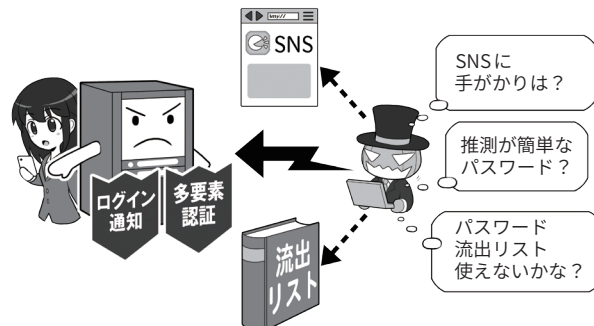 http://
SNS
SNSに
手がかりは？
推測が簡単な
パスワード？
ログイン
通知
多要素
認証
流出
リスト
パスワード
流出リスト
使えないかな？